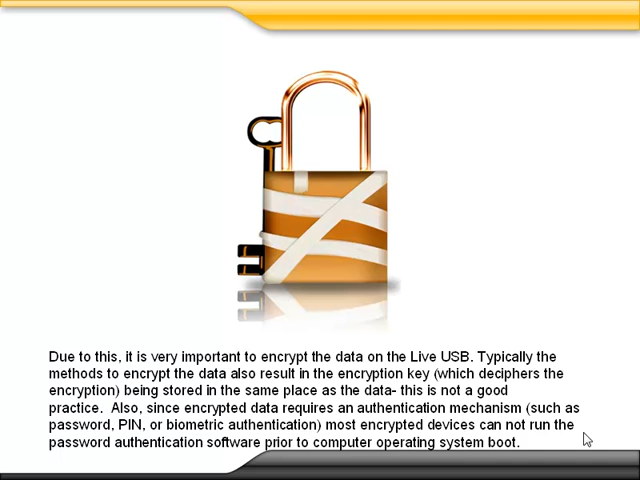 Due to this, it is very important to encrypt the data on the Live USB. Typically the
methods to encrypt the data also result in the encryption key (which deciphers the
encryption) being stored in the same place as the data- this is not a good
practice.  Also, since encrypted data requires an authentication mechanism (such as
password, PIN, or biometric authentication) most encrypted devices can not run the
password authentication software prior to computer operating system boot.